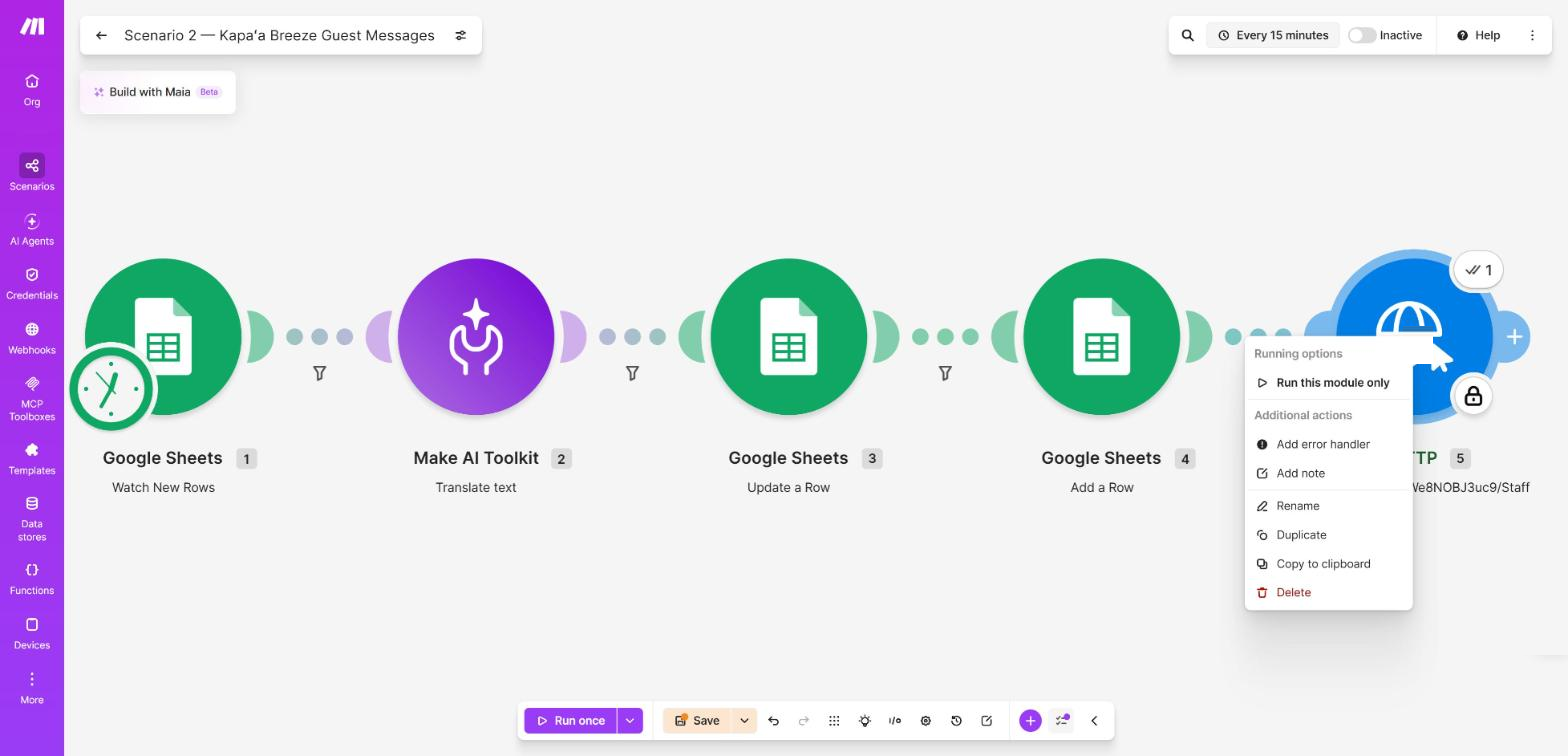 Scenario 2 — Kapaʻa Breeze Guest Messages
Every 15 minutes
Inactive
Help
Build with Maia Beta
Org
Scenarios
AI Agents
Credentials
Webhooks
MCP
Toolboxes
Templates
Data
stores
Functions
Devices
More
1
Google Sheets 1
Watch New Rows
Make AI Toolkit 2
Translate text
Google Sheets 3
Update a Row
Google Sheets 4
Add a Row
TP 5
We8NOBJ3uc9/Staff
Running options
Run this module only
Additional actions
Add error handler
Add note
Rename
Duplicate
Copy to clipboard
Delete
Run once
Save